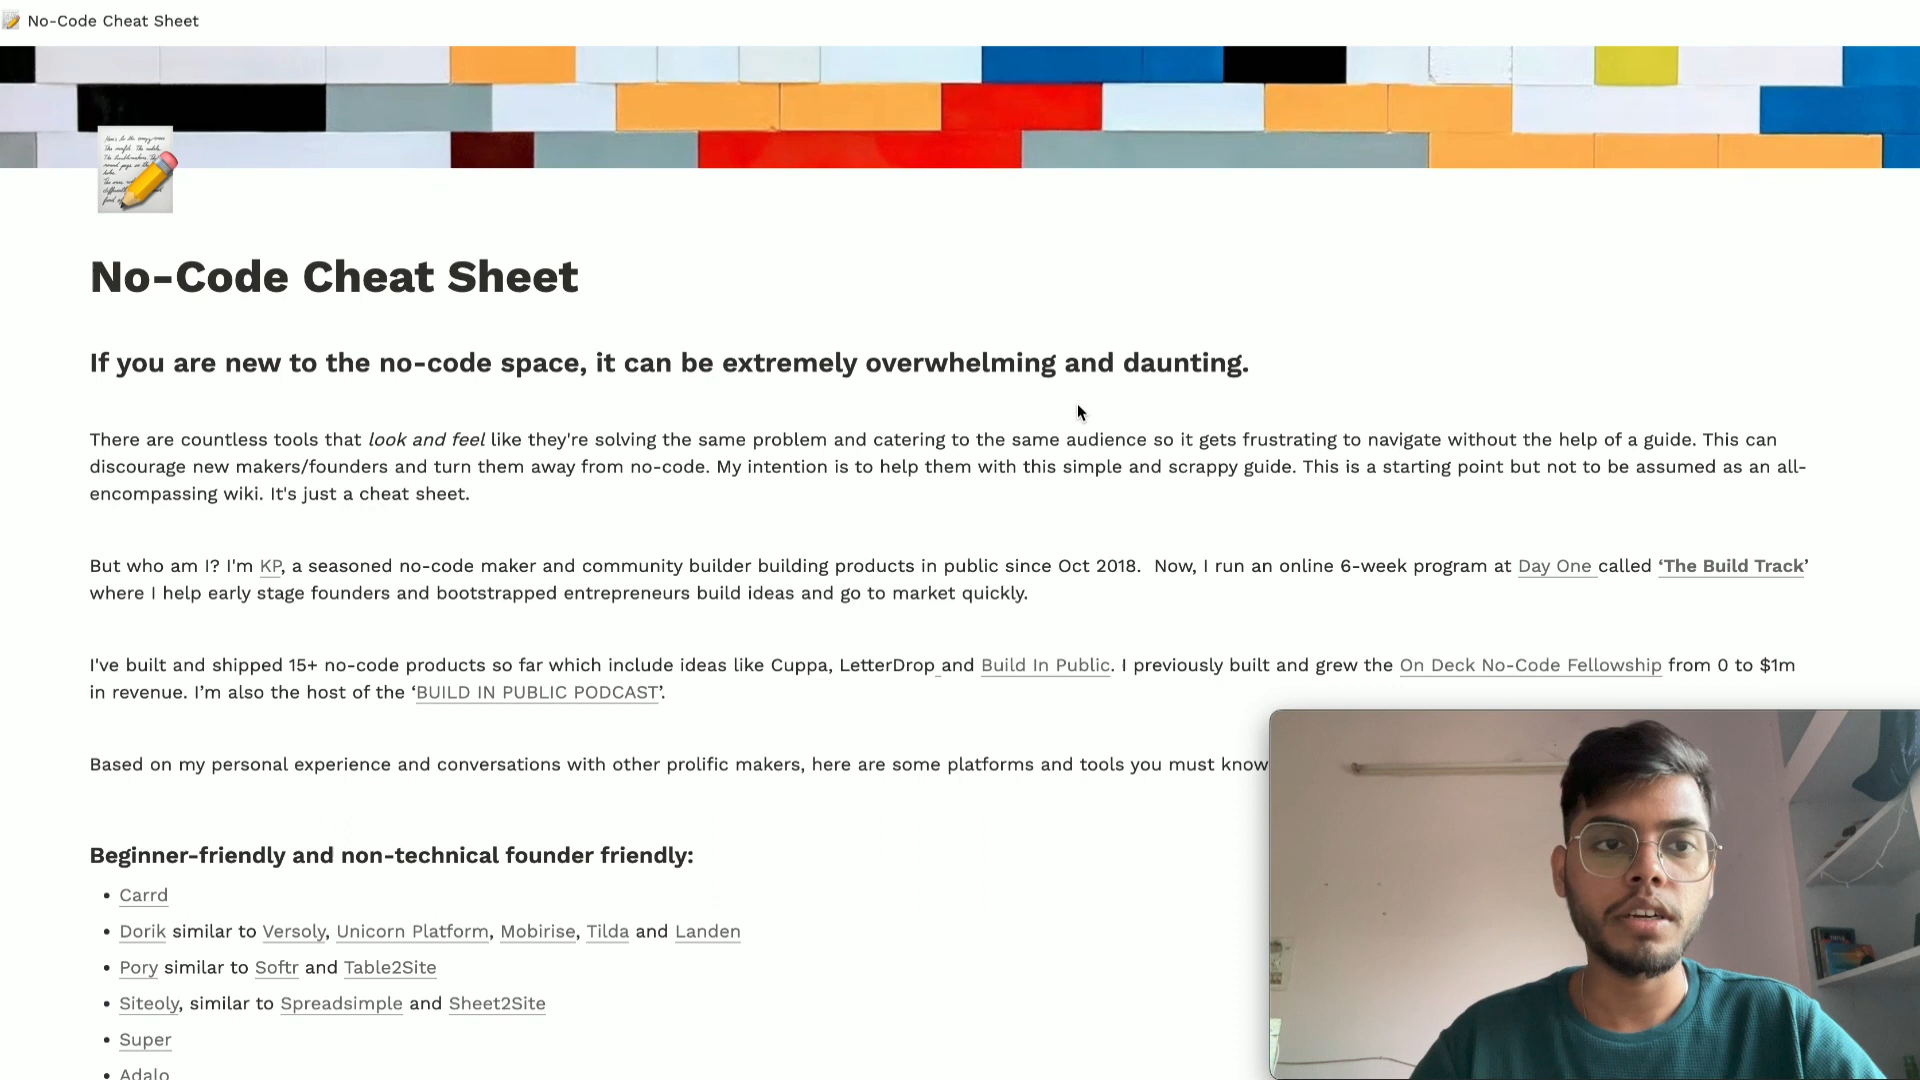 No-Code Cheat Sheet
No-Code Cheat Sheet
If you are new to the no-code space, it can be extremely overwhelming and daunting.
There are countless tools that look and feel like they're solving the same problem and catering to the same audience so it gets frustrating to navigate without the help of a guide. This can
discourage new makers/founders and turn them away from no-code. My intention is to help them with this simple and scrappy guide. This is a starting point but not to be assumed as an all-
encompassing wiki. It's just a cheat sheet.
But who am I? I'm KP, a seasoned no-code maker and community builder building products in public since Oct 2018.  Now, I run an online 6-week program at Day One called ‘The Build Track’
where I help early stage founders and bootstrapped entrepreneurs build ideas and go to market quickly.
I've built and shipped 15+ no-code products so far which include ideas like Cuppa, LetterDrop and Build In Public. I previously built and grew the On Deck No-Code Fellowship from 0 to $1m
in revenue. I’m also the host of the ‘BUILD IN PUBLIC PODCAST’.
Based on my personal experience and conversations with other prolific makers, here are some platforms and tools you must know
Beginner-friendly and non-technical founder friendly:
• Carrd
• Dorik similar to Versoly, Unicorn Platform, Mobirise, Tilda and Landen
• Pory similar to Softr and Table2Site
• Siteoly, similar to Spreadsimple and Sheet2Site
• Super
• Adalo